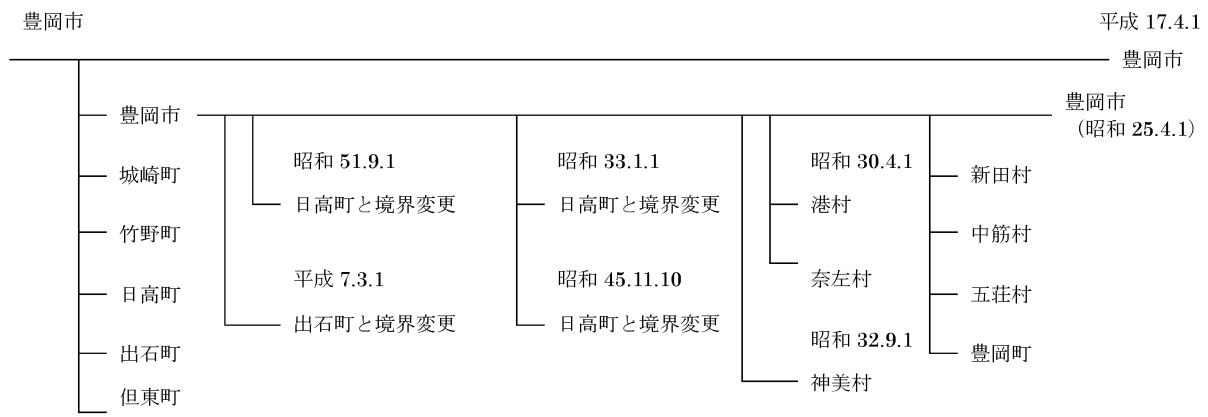 豊岡市
平成 17.4.1
豊岡市
豊岡市
豊岡市
（昭和 25.4.1）
昭和 51.9.1
日高町と境界変更
平成 7.3.1
出石町と境界変更
昭和 33.1.1
日高町と境界変更
昭和 45.11.10
日高町と境界変更
昭和 30.4.1
港村
奈左村
昭和 32.9.1
神美村
新田村
中筋村
五荘村
豊岡町
城崎町
竹野町
日高町
出石町
但東町